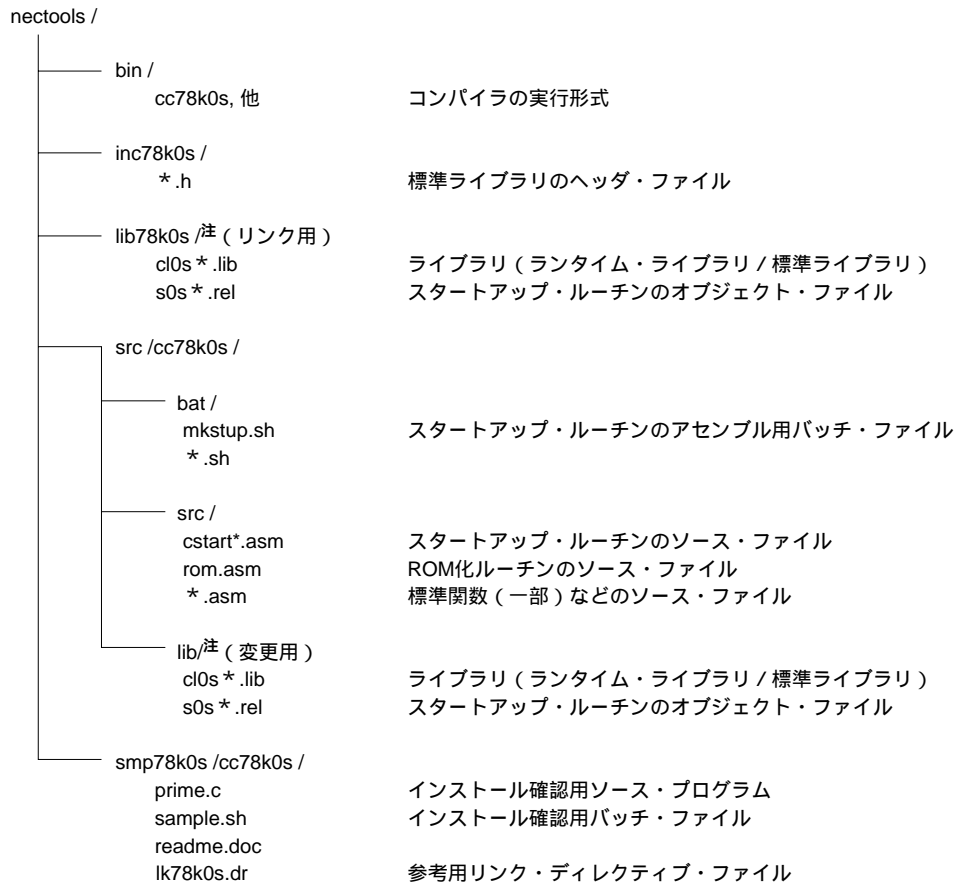 nectools /
bin /
cc78k0s, 他 コンパイラの実行形式
inc78k0s /
＊.h 標準ライブラリのヘッダ・ファイル
lib78k0s /注（リンク用）
cl0s＊.lib ライブラリ（ランタイム・ライブラリ / 標準ライブラリ）
s0s＊.rel スタートアップ・ルーチンのオブジェクト・ファイル
src /cc78k0s /
bat /
mkstup.sh スタートアップ・ルーチンのアセンブル用バッチ・ファイル
＊.sh
src /
cstart*.asm スタートアップ・ルーチンのソース・ファイル
rom.asm ROM化ルーチンのソース・ファイル
＊.asm 標準関数（一部）などのソース・ファイル
lib/注（変更用）
cl0s＊.lib ライブラリ（ランタイム・ライブラリ / 標準ライブラリ）
s0s＊.rel スタートアップ・ルーチンのオブジェクト・ファイル
smp78k0s /cc78k0s /
prime.c インストール確認用ソース・プログラム
sample.sh インストール確認用バッチ・ファイル
readme.doc
lk78k0s.dr 参考用リンク・ディレクティブ・ファイル